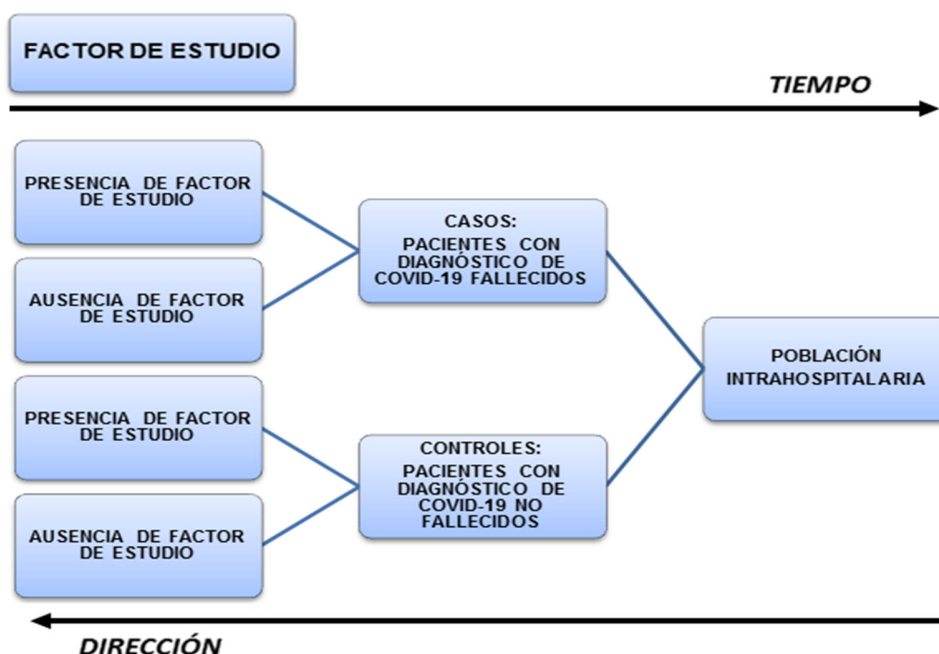 FACTOR DE ESTUDIO
TIEMPO
PRESENCIA DE FACTOR
DE ESTUDIO
AUSENCIA DE FACTOR
DE ESTUDIO
PRESENCIA DE FACTOR
DE ESTUDIO
AUSENCIA DE FACTOR
DE ESTUDIO
CASOS:
PACIENTES CON
DIAGNÓSTICO DE
COVID-19 FALLECIDOS
CONTROLES:
PACIENTES CON
DIAGNÓSTICO DE
COVID-19 NO
FALLECIDOS
POBLACIÓN
INTRAHOSPITALARIA
DIRECCIÓN